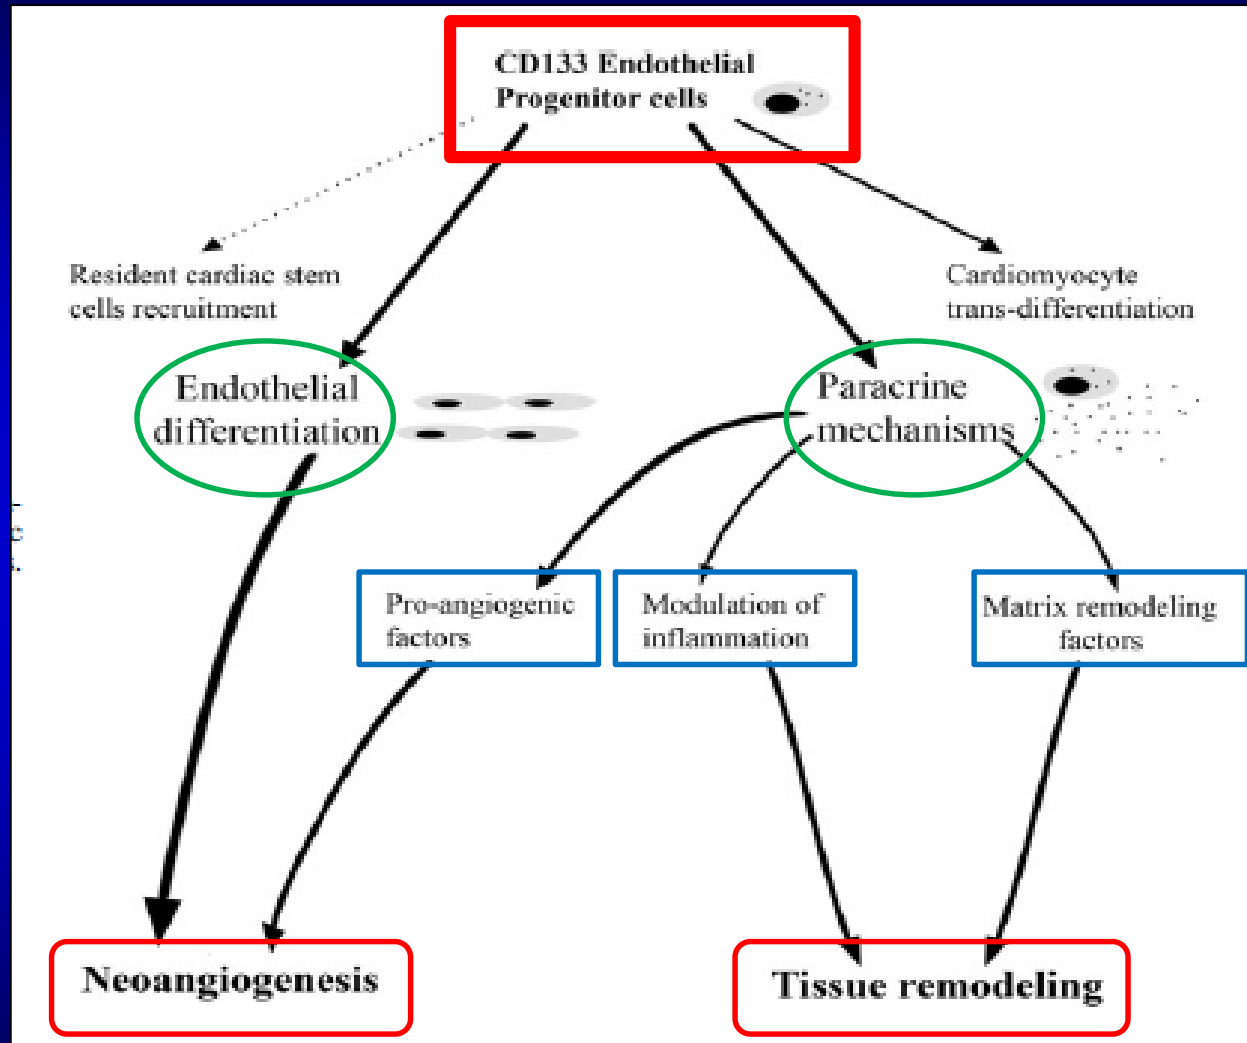 CD133 Endothelial
Progenitor cells
Resident cardiac stem
cells recruitment
Cardiomyocyte
trans-differentiation
Endothelial
differentiation
Paracrine
mechanisms
Pro-angiogenic
factors
Modulation of
inflammation
Matrix remodeling
factors
Neoangiogenesis
Tissue remodeling